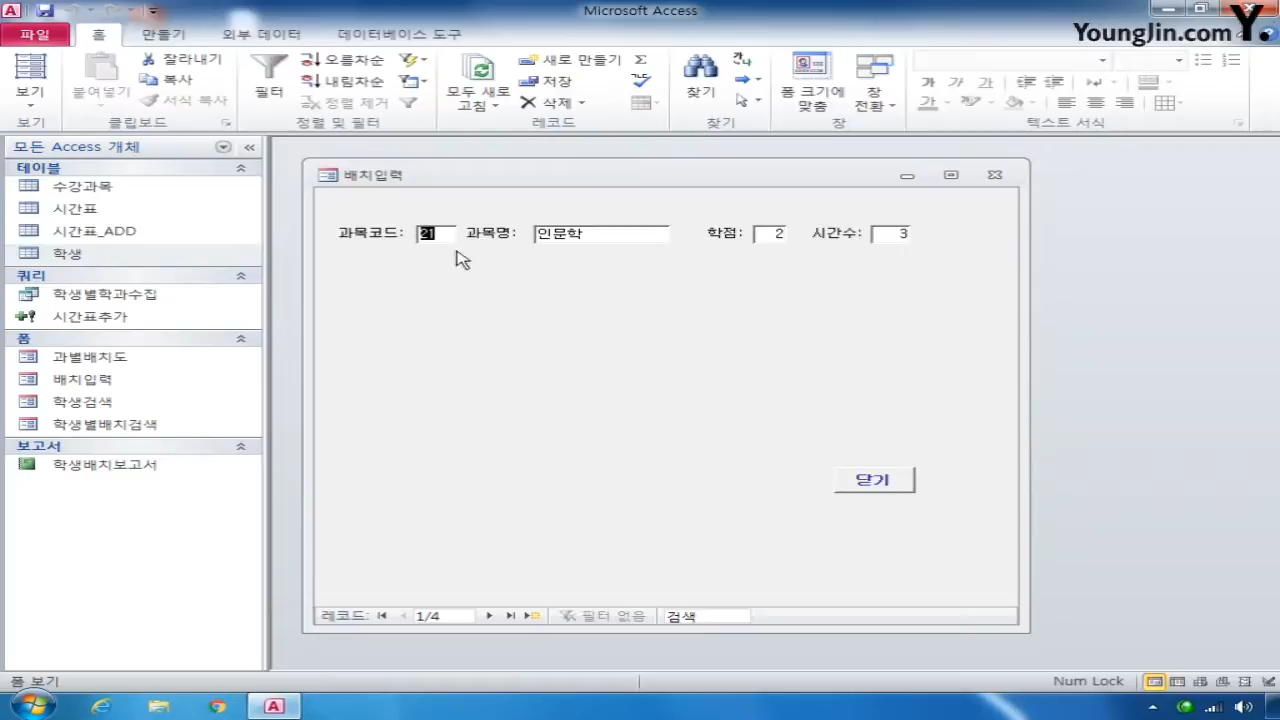 Microsoft Access
YoungJin.com Y.
파일 홈 만들기 외부 데이터 데이터베이스 도구
보기 붙여넣기 잘라내기 복사 서식 복사 필터 오름차순 내림차순 정렬 제거 모두 새로 고침 새로 만들기 저장 삭제 찾기 폼 크기에 맞춤 창 전환 가 가 가 가
보기 클립보드 정렬 및 필터 레코드 찾기 창 텍스트 서식
모든 Access 개체
테이블
수강과목
시간표
시간표_ADD
학생
쿼리
학생별학과수집
시간표추가
폼
과별배치도
배치입력
학생검색
학생별배치검색
보고서
학생배치보고서
배치입력
과목코드: 21 과목명: 인문학 학점: 2 시간수: 3
닫기
레코드: 1/4 필터 없음 검색
폼 보기 Num Lock